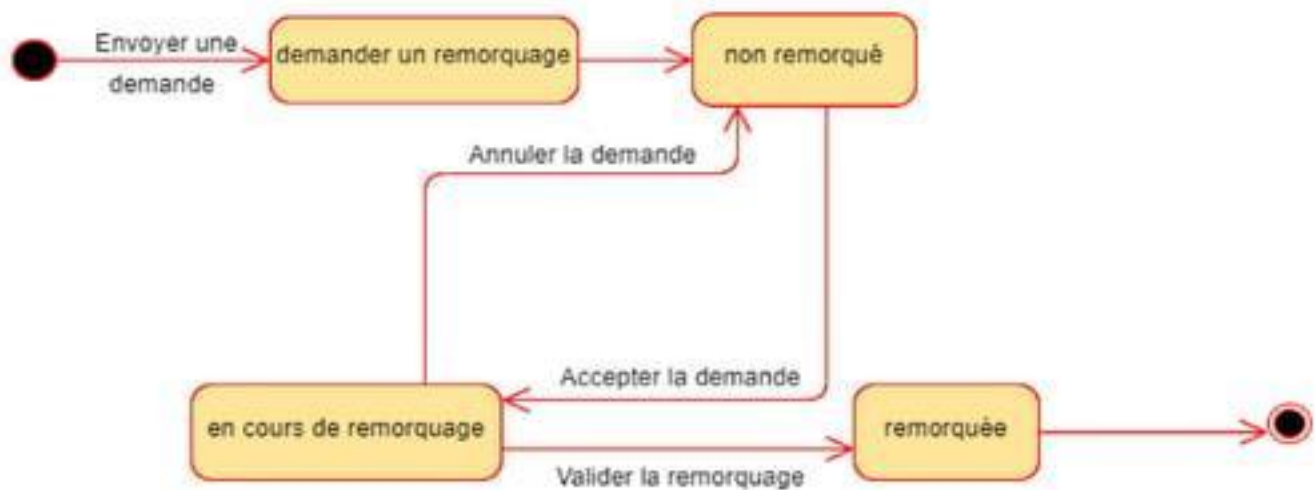 Envoyer une
demande
demander un remorquage
non remorqué
Annuler la demande
Accepter la demande
en cours de remorquage
remorquèe
Valider la remorquage